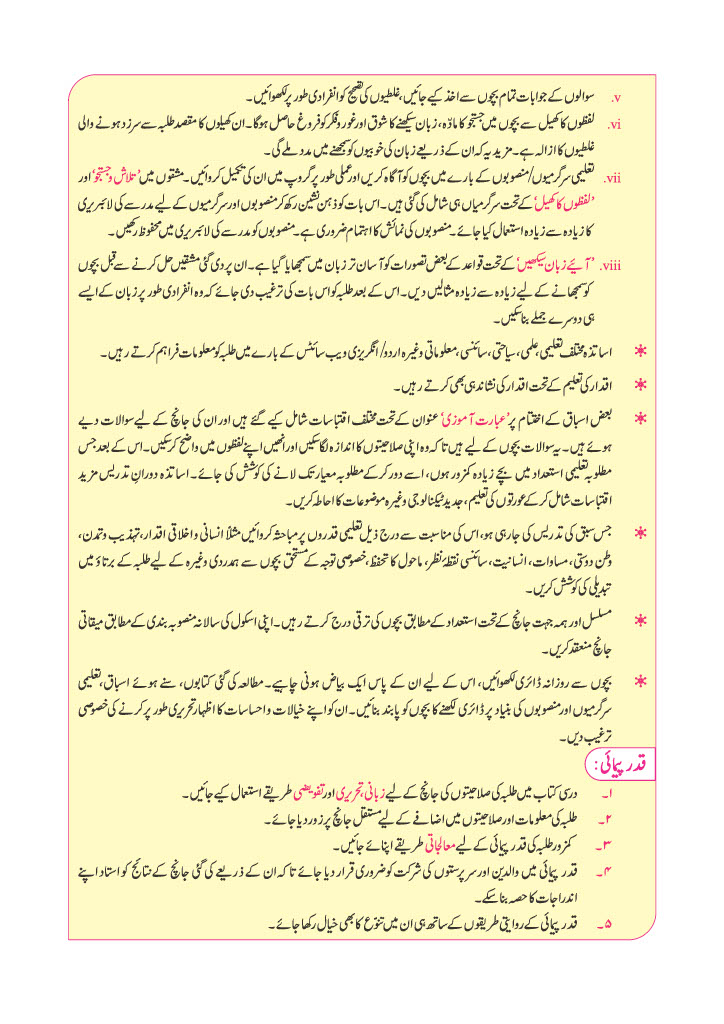 v. سوالوں کے جوابات تمام بچوں سے اخذ کیے جائیں، غلطیوں کی تصحیح کو انفرادی طور پر لکھوائیں۔
vi. لفظوں کا کھیل سے بچوں میں جستجو کا مادّہ، زبان سیکھنے کا شوق اور غور و فکر کو فروغ حاصل ہوگا۔ ان کھیلوں کا مقصد طلبہ سے سرزد ہونے والی
غلطیوں کا ازالہ ہے۔ مزید یہ کہ ان کے ذریعے زبان کی خوبیوں کو سمجھنے میں مدد ملے گی۔
vii. تعلیمی سرگرمیوں/منصوبوں کے بارے میں بچوں کو آگاہ کریں اور عملی طور پر گروپ میں ان کی تکمیل کروائیں۔ مشقوں میں ’تلاش و جستجو‘ اور
’لفظوں کا کھیل‘ کے تحت سرگرمیاں ہی شامل کی گئی ہیں۔ اس بات کو ذہن نشین رکھ کر منصوبوں اور سرگرمیوں کے لیے مدرسے کی لائبریری
کا زیادہ سے زیادہ استعمال کیا جائے۔ منصوبوں کی نمائش کا اہتمام ضروری ہے۔ منصوبوں کو مدرسے کی لائبریری میں محفوظ رکھیں۔
viii. ’آئیے زبان سیکھیں‘ کے تحت قواعد کے بعض تصورات کو آسان تر زبان میں سمجھایا گیا ہے۔ ان پر دی گئی مشقیں حل کرنے سے قبل بچوں
کو سمجھانے کے لیے زیادہ سے زیادہ مثالیں دیں۔ اس کے بعد طلبہ کو اس بات کی ترغیب دی جائے کہ وہ انفرادی طور پر زبان کے ایسے
ہی دوسرے جملے بنا سکیں۔
* اساتذہ مختلف تعلیمی، علمی، سیاحتی، سائنسی، معلوماتی وغیرہ اردو/انگریزی ویب سائٹس کے بارے میں طلبہ کو معلومات فراہم کرتے رہیں۔
* اقدار کی تعلیم کے تحت اقدار کی نشاندہی بھی کرتے رہیں۔
* بعض اسباق کے اختتام پر ’عبارت آموزی‘ عنوان کے تحت مختلف اقتباسات شامل کیے گئے ہیں اور ان کی جانچ کے لیے سوالات دیے
ہوئے ہیں۔ یہ سوالات بچوں کے لیے ہیں تاکہ وہ اپنی صلاحیتوں کا اندازہ لگا سکیں اور انھیں اپنے لفظوں میں واضح کرسکیں۔ اس کے بعد جس
مطلوبہ تعلیمی استعداد میں بچے زیادہ کمزور ہوں، اسے دور کرکے مطلوبہ معیار تک لانے کی کوشش کی جائے۔ اساتذہ دورانِ تدریس مزید
اقتباسات شامل کرکے عورتوں کی تعلیم، جدید ٹیکنالوجی وغیرہ موضوعات کا احاطہ کریں۔
* جس سبق کی تدریس کی جارہی ہو، اس کی مناسبت سے درج ذیل تعلیمی قدروں پر مباحثہ کروائیں مثلاً انسانی و اخلاقی اقدار، تہذیب و تمدن،
وطن دوستی، مساوات، انسانیت، سائنسی نقطۂ نظر، ماحول کا تحفظ، خصوصی توجہ کے مستحق بچوں سے ہمدردی وغیرہ کے لیے طلبہ کے برتاؤ میں
تبدیلی کی کوشش کریں۔
* مسلسل اور ہمہ جہت جانچ کے تحت استعداد کے مطابق بچوں کی ترقی درج کرتے رہیں۔ اپنی اسکول کی سالانہ منصوبہ بندی کے مطابق میقاتی
جانچ منعقد کریں۔
* بچوں سے روزانہ ڈائری لکھوائیں، اس کے لیے ان کے پاس ایک بیاض ہونی چاہیے۔ مطالعہ کی گئی کتابوں، سنے ہوئے اسباق، تعلیمی
سرگرمیوں اور منصوبوں کی بنیاد پر ڈائری لکھنے کا بچوں کو پابند بنائیں۔ ان کو اپنے خیالات و احساسات کا اظہار تحریری طور پر کرنے کی خصوصی
ترغیب دیں۔
قدر پیمائی:
۱۔ درسی کتاب میں طلبہ کی صلاحیتوں کی جانچ کے لیے زبانی، تحریری اور تفویضی طریقے استعمال کیے جائیں۔
۲۔ طلبہ کی معلومات اور صلاحیتوں میں اضافے کے لیے مستقل جانچ پر زور دیا جائے۔
۳۔ کمزور طلبہ کی قدر پیمائی کے لیے معالجاتی طریقے اپنائے جائیں۔
۴۔ قدر پیمائی میں والدین اور سرپرستوں کی شرکت کو ضروری قرار دیا جائے تاکہ ان کے ذریعے کی گئی جانچ کے نتائج کو استاد اپنے
اندراجات کا حصہ بنا سکے۔
۵۔ قدر پیمائی کے روایتی طریقوں کے ساتھ ہی ان میں تنوّع کا بھی خیال رکھا جائے۔